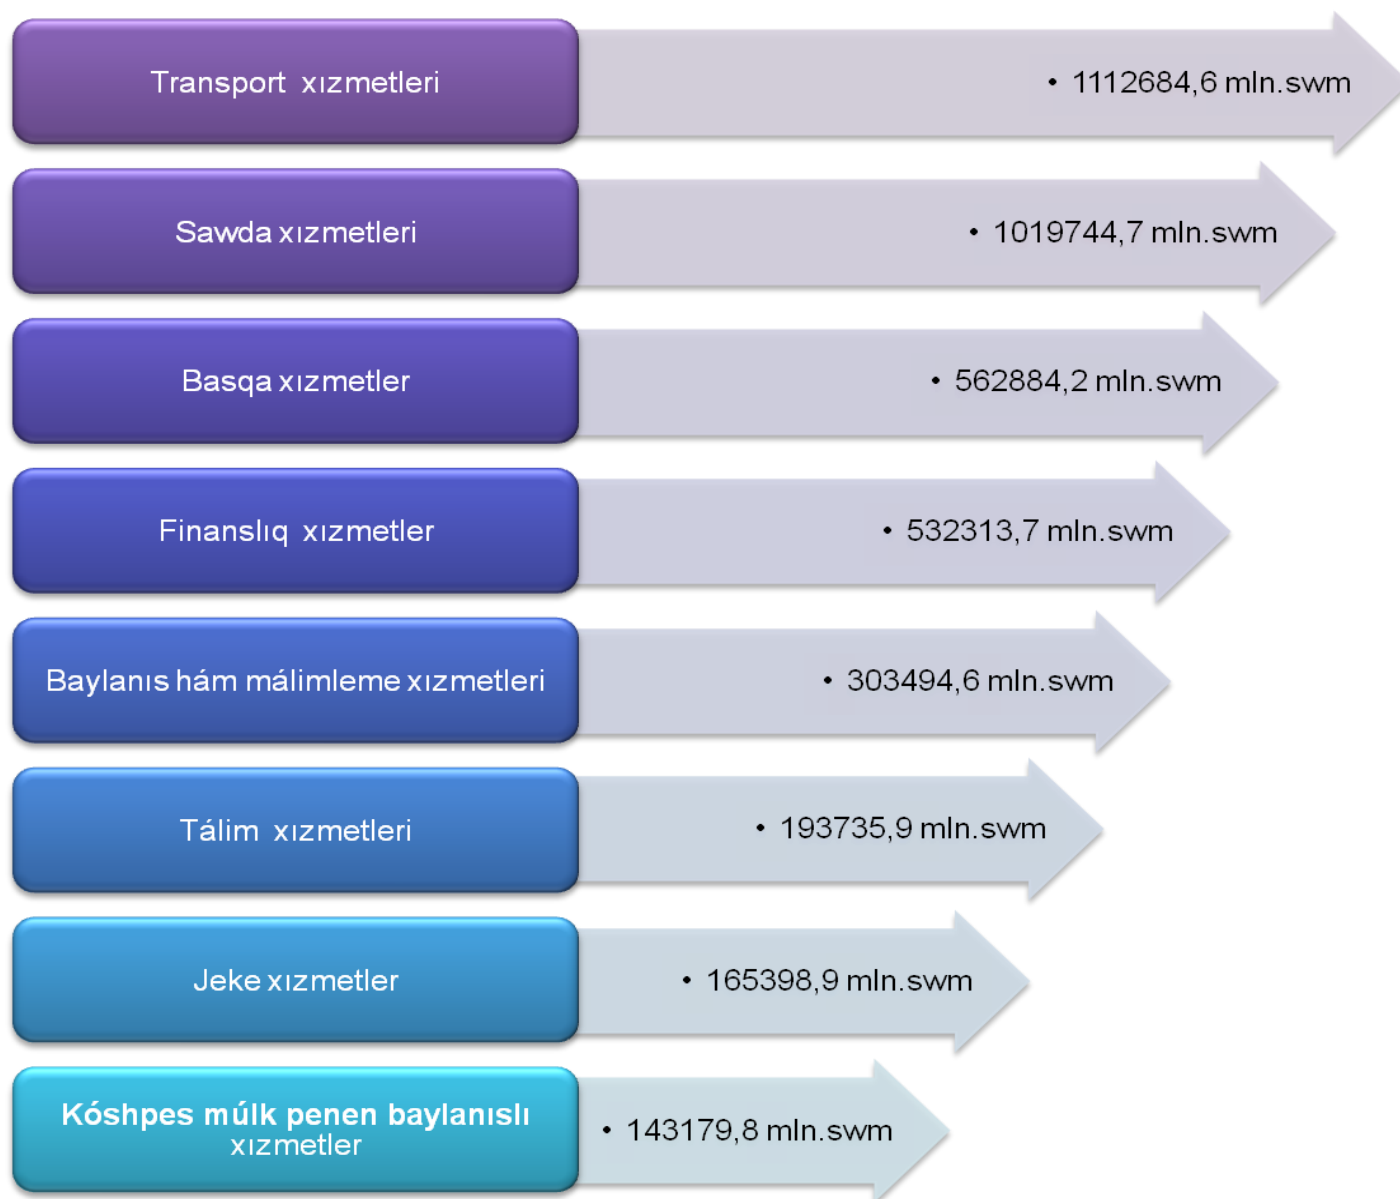 Transport xızmetleri
• 1112684,6 mln.swm
Sawda xızmetleri
• 1019744,7 mln.swm
Basqa xızmetler
• 562884,2 mln.swm
Finanslıq xızmetler
• 532313,7 mln.swm
Baylanıs hám málimleme xızmetleri
• 303494,6 mln.swm
Tálim xızmetleri
• 193735,9 mln.swm
Jeke xızmetler
• 165398,9 mln.swm
Kóshpes múlk penen baylanıslı
xızmetler
• 143179,8 mln.swm